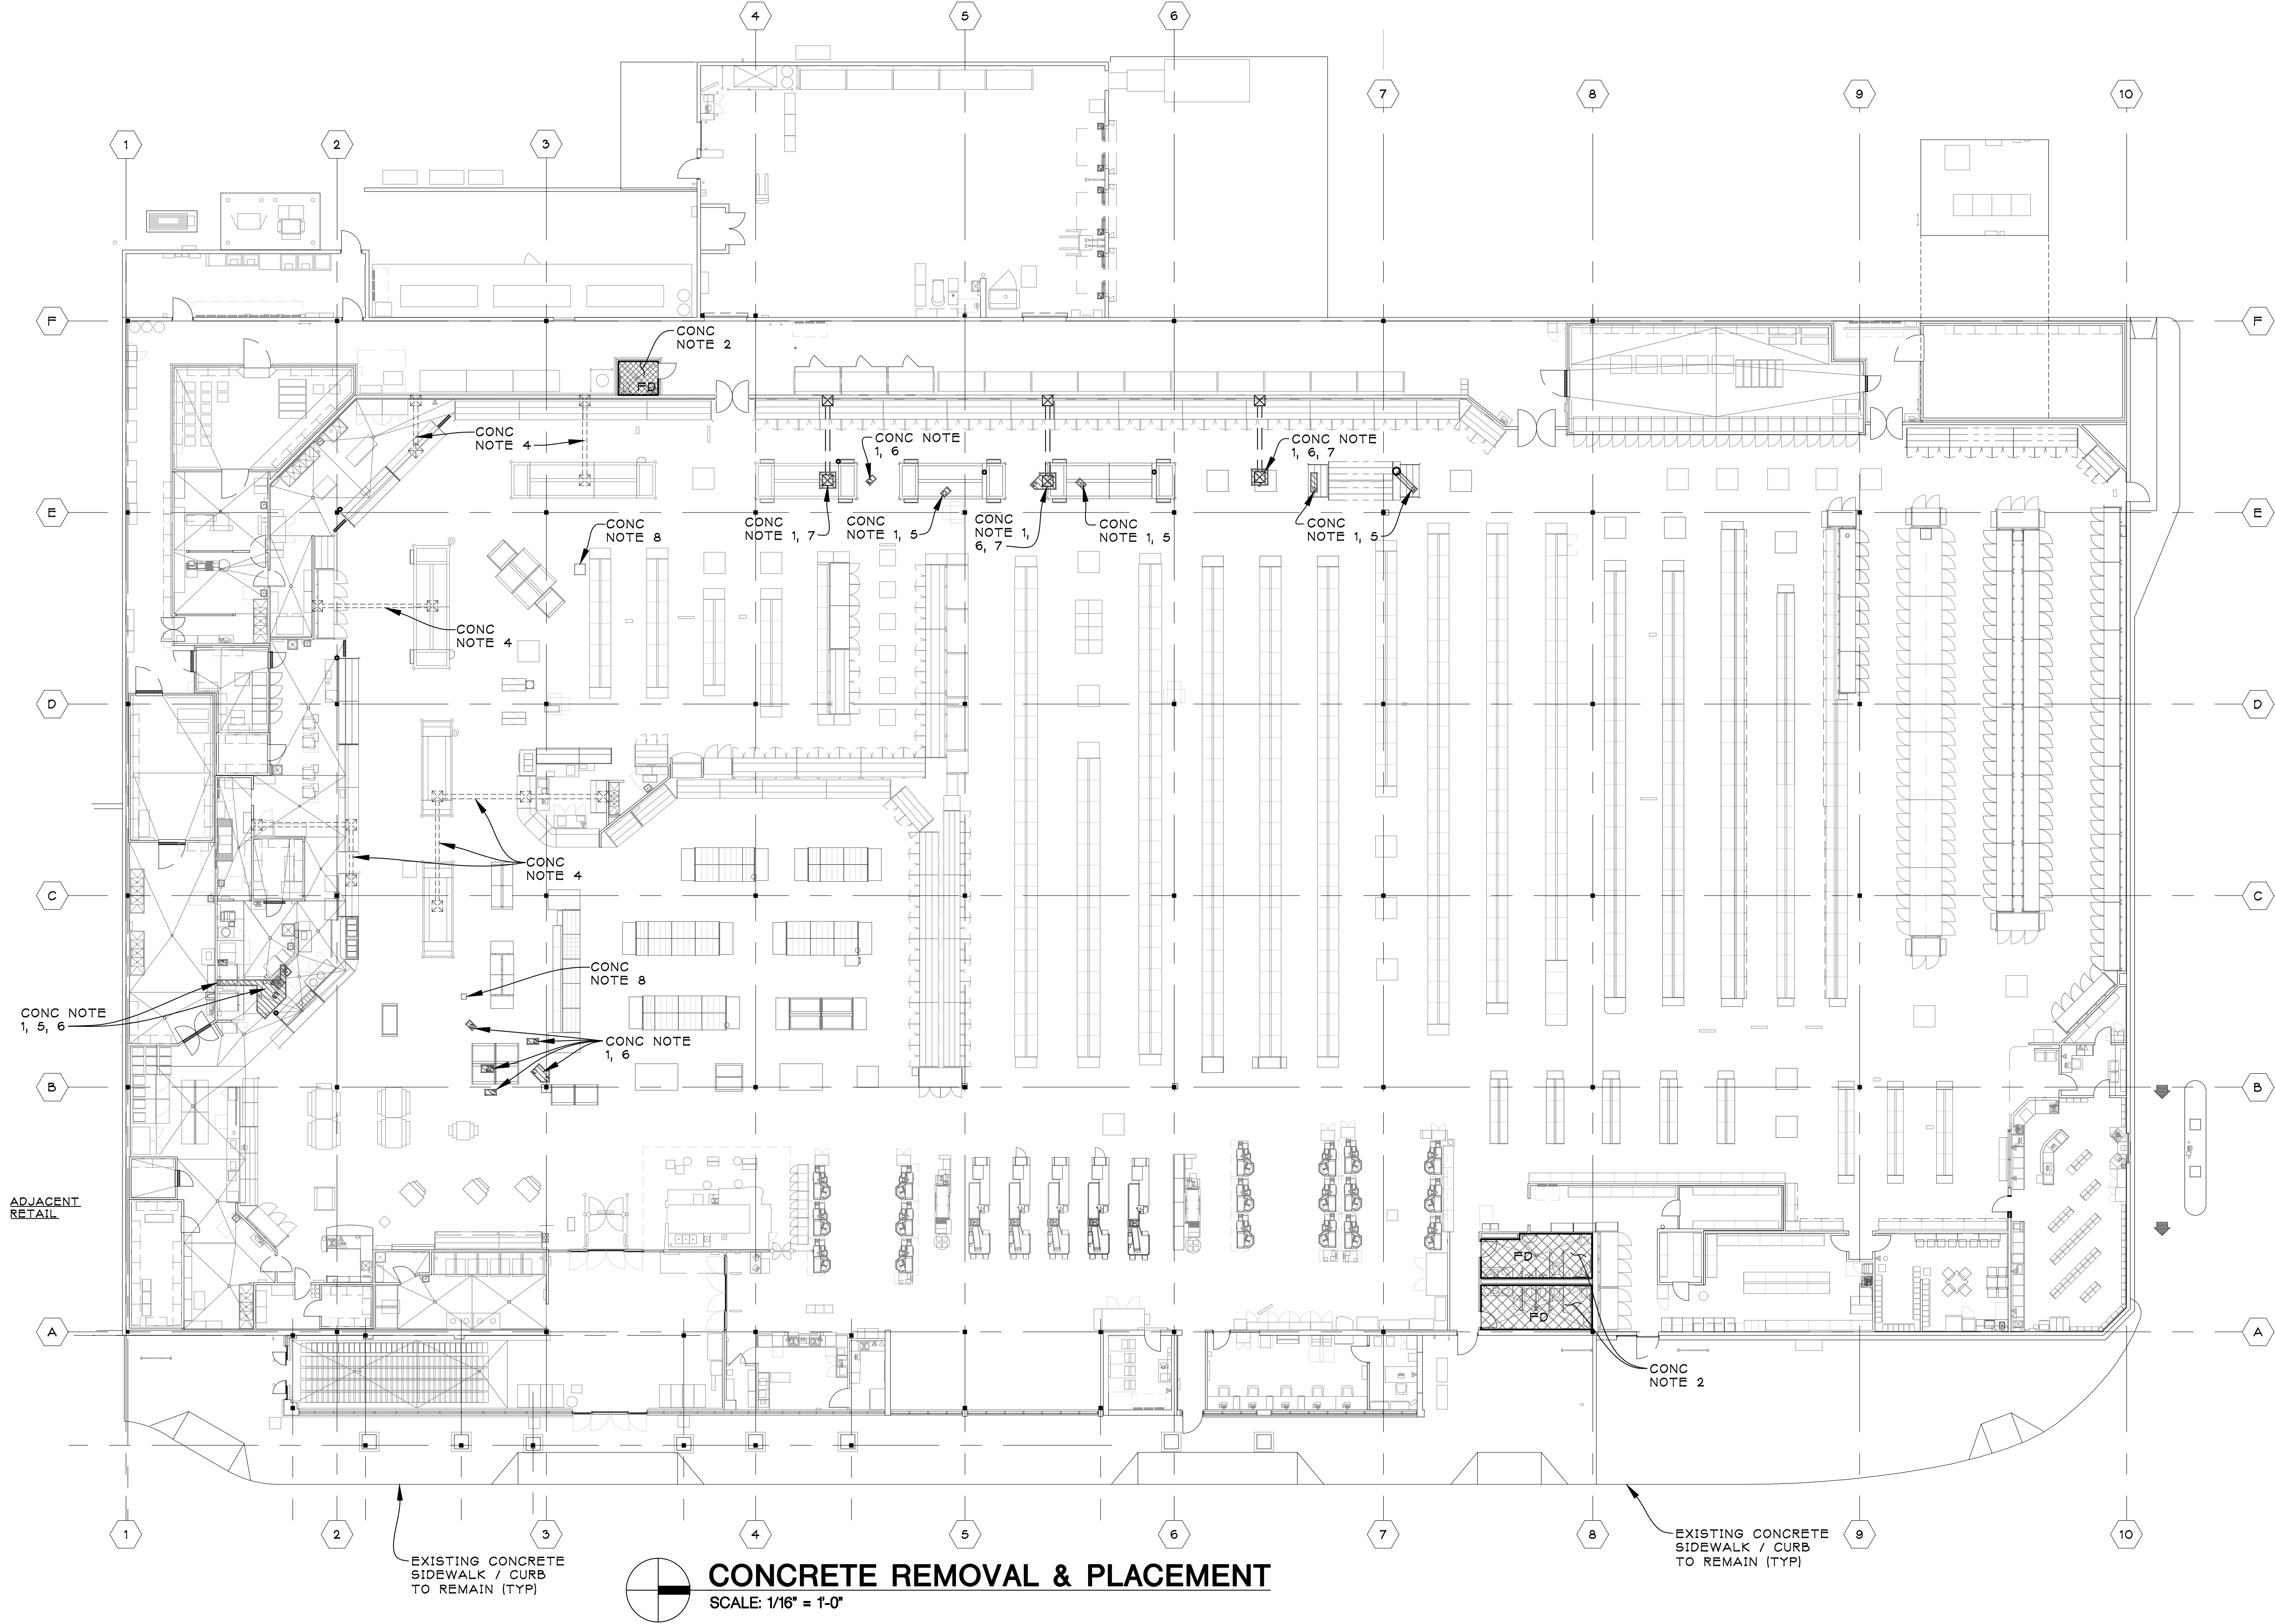 4
5
6
7
8
9
10
1
2
3
F
F
CONC
NOTE 2
FD
CONC
NOTE 4
CONC NOTE
1, 6
CONC NOTE
1, 6, 7
E
E
CONC
NOTE 8
CONC
NOTE 1, 7
CONC
NOTE 1, 5
CONC
NOTE 1,
6, 7
CONC
NOTE 1, 5
CONC
NOTE 1, 5
CONC
NOTE 4
D
D
CONC
NOTE 4
C
C
CONC
NOTE 8
CONC NOTE
1, 5, 6
CONC NOTE
1, 6
B
B
ADJACENT
RETAIL
FD
FD
A
A
CONC
NOTE 2
1
2
3
4
5
6
7
8
9
10
EXISTING CONCRETE
SIDEWALK / CURB
TO REMAIN (TYP)
EXISTING CONCRETE
SIDEWALK / CURB
TO REMAIN (TYP)
CONCRETE REMOVAL & PLACEMENT
SCALE: 1/16" = 1'-0"